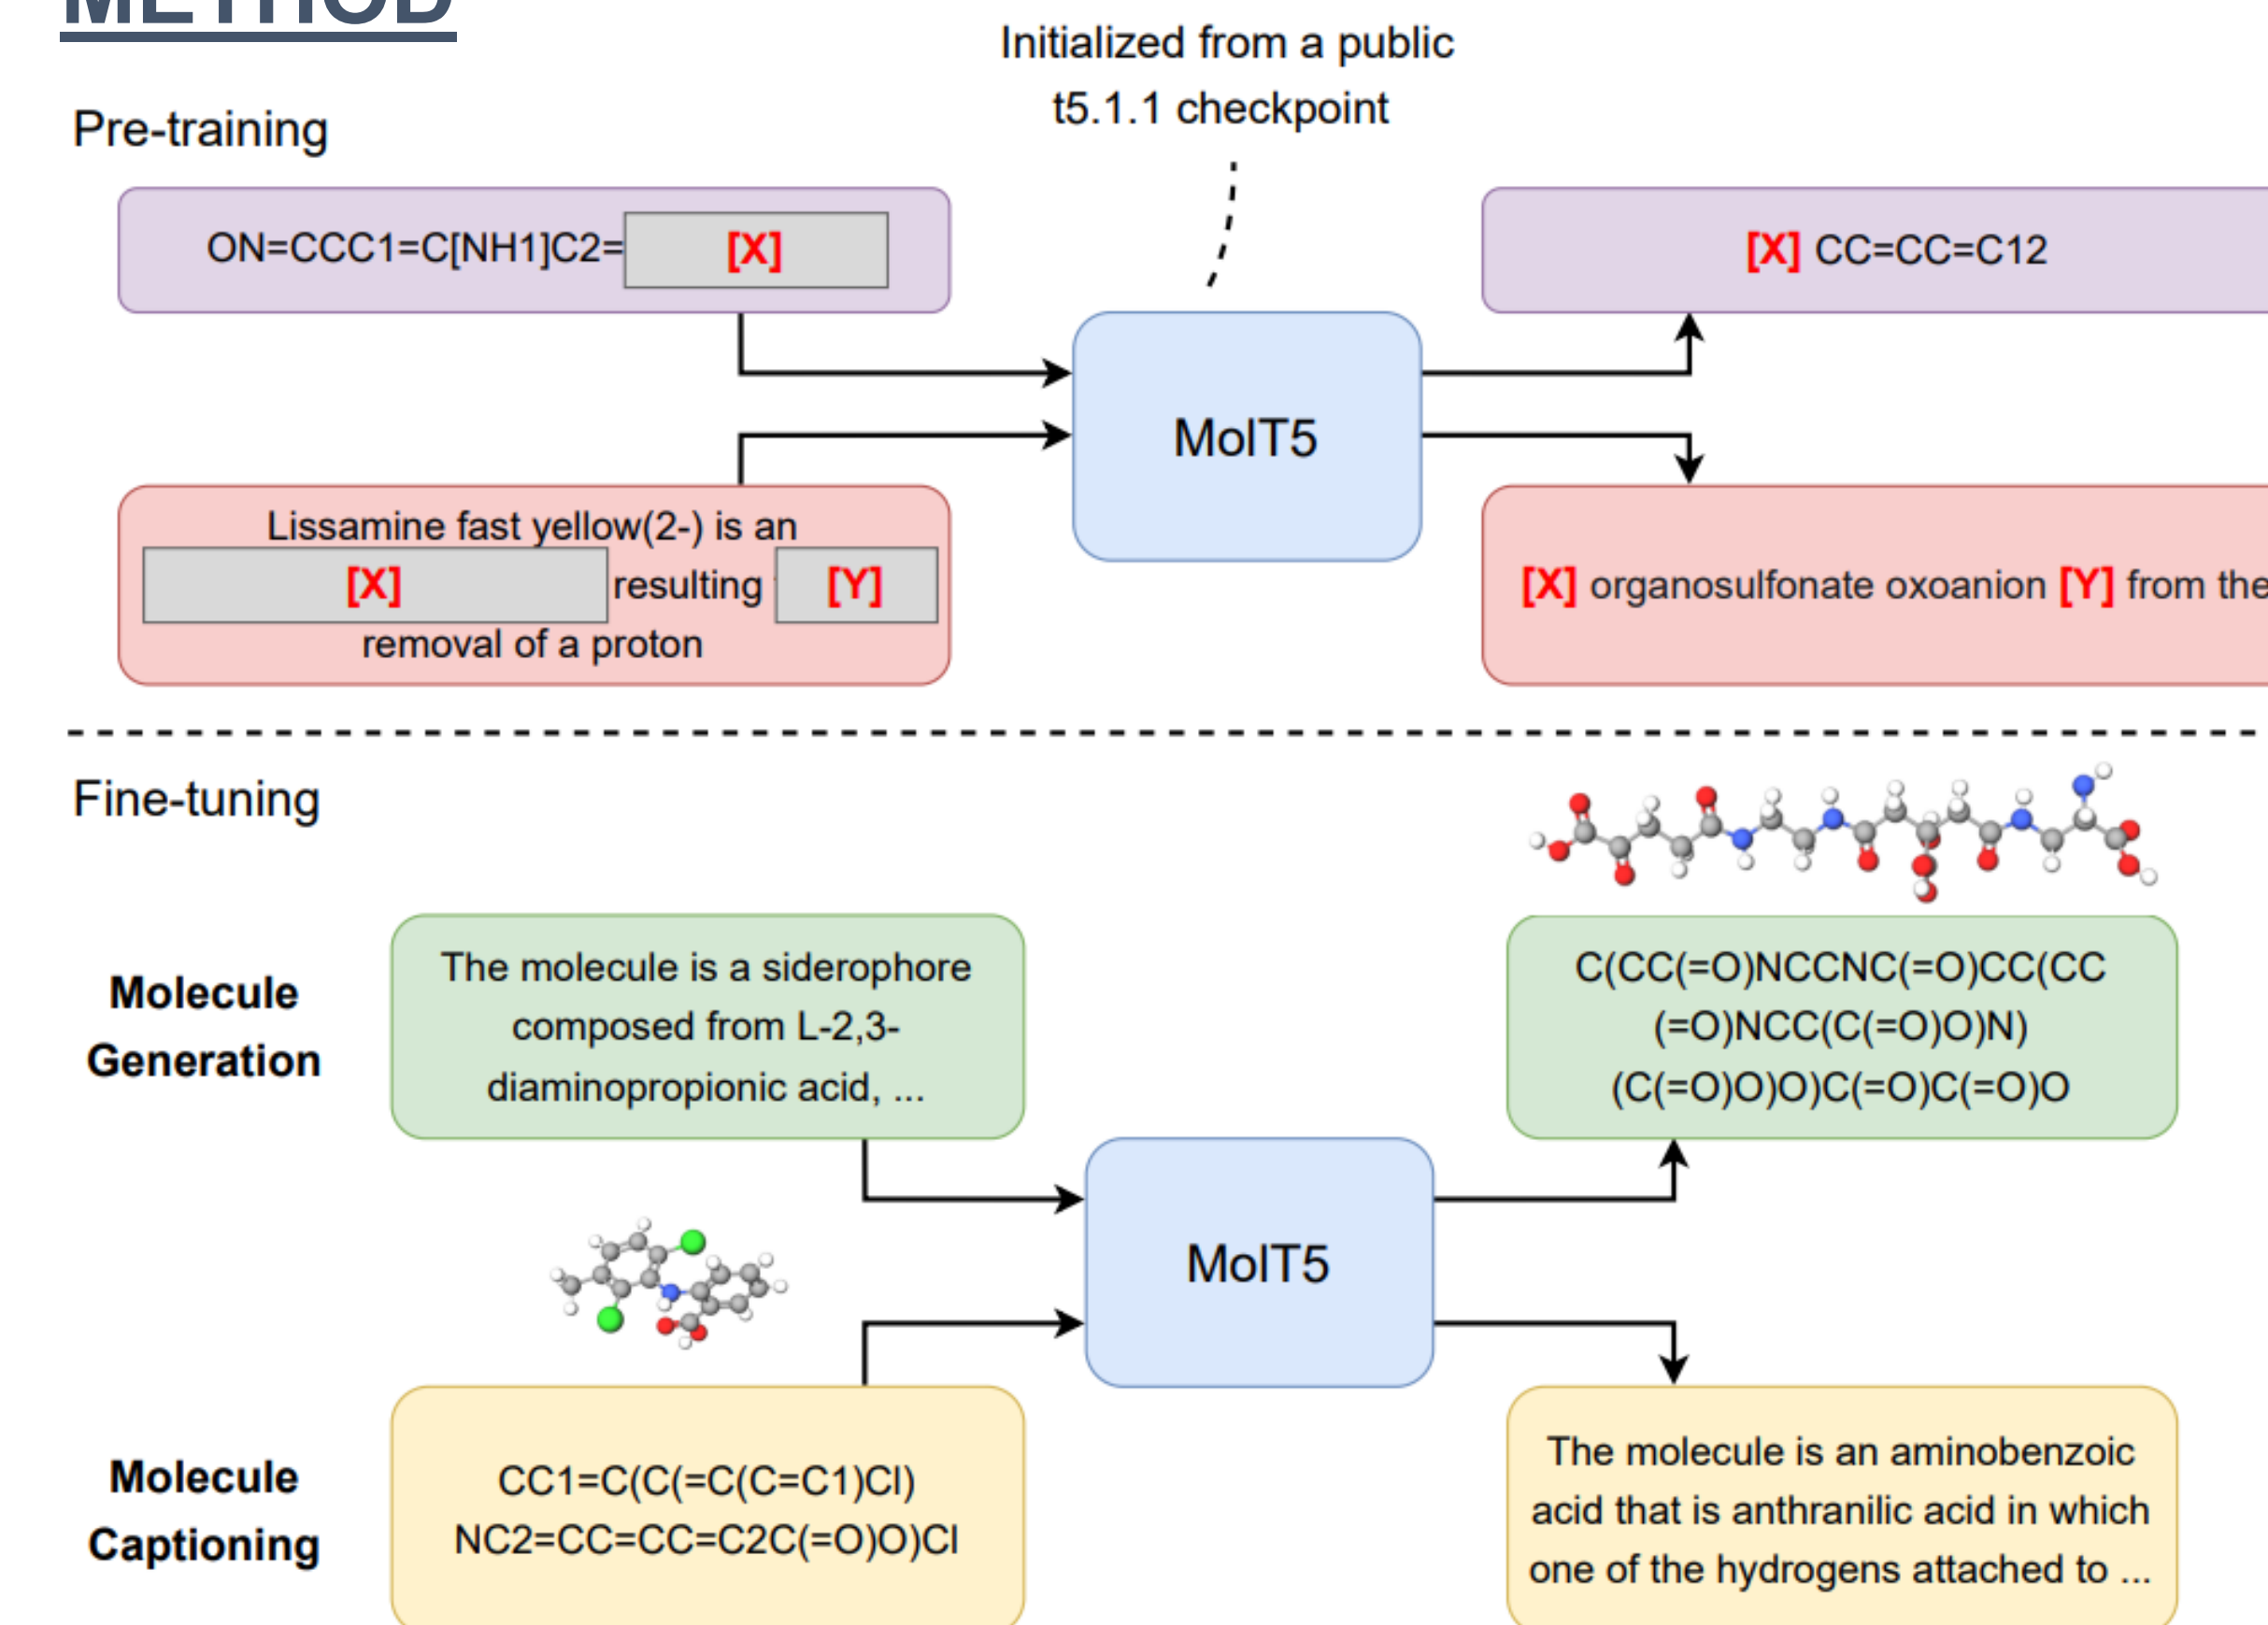 METHOD
Initialized from a public
t5.1.1 checkpoint
Pre-training
ON=CCC1=C[NH1]C2= [X]
[X] CC=CC=C12
MolT5
Lissamine fast yellow(2-) is an
[X] resulting [Y]
removal of a proton
[X] organosulfonate oxoanion [Y] from the
Fine-tuning
Molecule
Generation
The molecule is a siderophore
composed from L-2,3-
diaminopropionic acid, ...
C(CC(=O)NCCNC(=O)CC(CC
(=O)NCC(C(=O)O)N)
(C(=O)O)O)C(=O)C(=O)O
MolT5
Molecule
Captioning
CC1=C(C(=C(C=C1)Cl)
NC2=CC=CC=C2C(=O)O)Cl
The molecule is an aminobenzoic
acid that is anthranilic acid in which
one of the hydrogens attached to ...